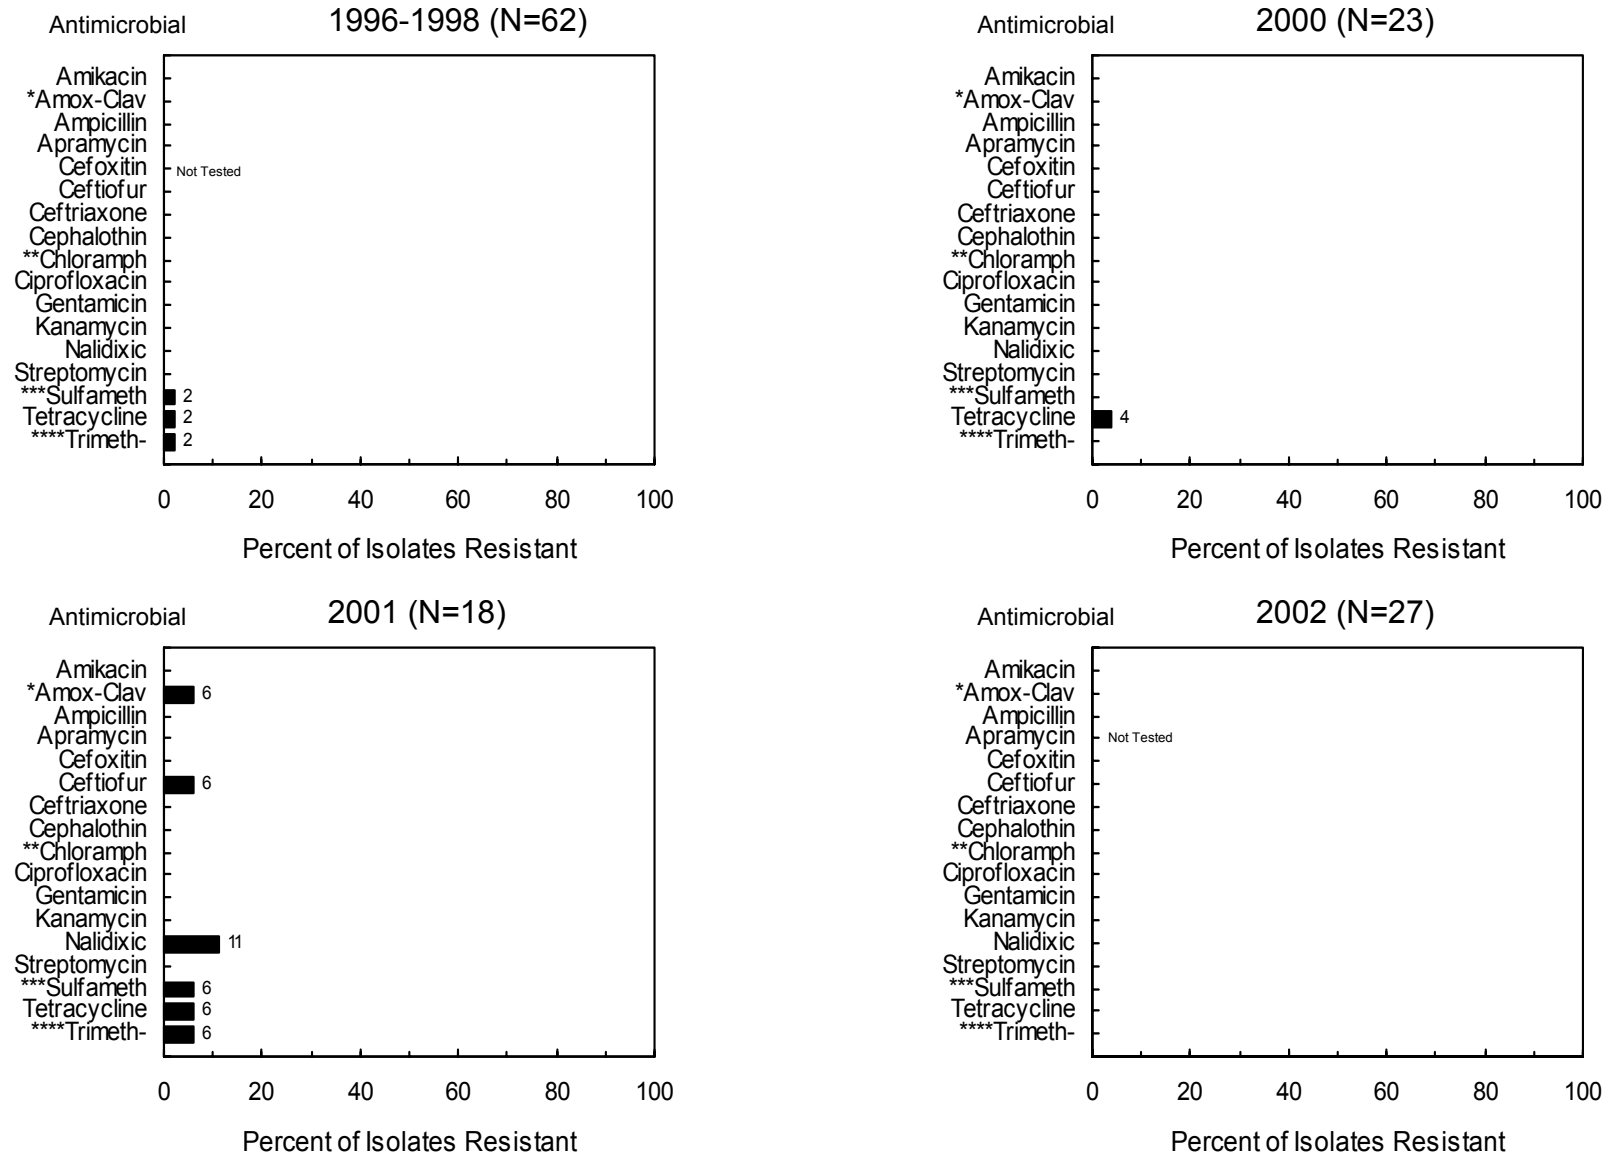 Antimicrobial
1996-1998 (N=62)
Amikacin
*Amox-Clav
Ampicillin
Apramycin
Cefoxitin Not Tested
Ceftiofur
Ceftriaxone
Cephalothin
**Chloramph
Ciprofloxacin
Gentamicin
Kanamycin
Nalidixic
Streptomycin
***Sulfameth 2
Tetracycline 2
****Trimeth- 2
0 20 40 60 80 100
Percent of Isolates Resistant
Antimicrobial
2000 (N=23)
Amikacin
*Amox-Clav
Ampicillin
Apramycin
Cefoxitin
Ceftiofur
Ceftriaxone
Cephalothin
**Chloramph
Ciprofloxacin
Gentamicin
Kanamycin
Nalidixic
Streptomycin
***Sulfameth
Tetracycline 4
****Trimeth-
0 20 40 60 80 100
Percent of Isolates Resistant
Antimicrobial
2001 (N=18)
Amikacin
*Amox-Clav 6
Ampicillin
Apramycin
Cefoxitin
Ceftiofur 6
Ceftriaxone
Cephalothin
**Chloramph
Ciprofloxacin
Gentamicin
Kanamycin
Nalidixic 11
Streptomycin
***Sulfameth 6
Tetracycline 6
****Trimeth- 6
0 20 40 60 80 100
Percent of Isolates Resistant
Antimicrobial
2002 (N=27)
Amikacin
*Amox-Clav
Ampicillin
Apramycin Not Tested
Cefoxitin
Ceftiofur
Ceftriaxone
Cephalothin
**Chloramph
Ciprofloxacin
Gentamicin
Kanamycin
Nalidixic
Streptomycin
***Sulfameth
Tetracycline
****Trimeth-
0 20 40 60 80 100
Percent of Isolates Resistant